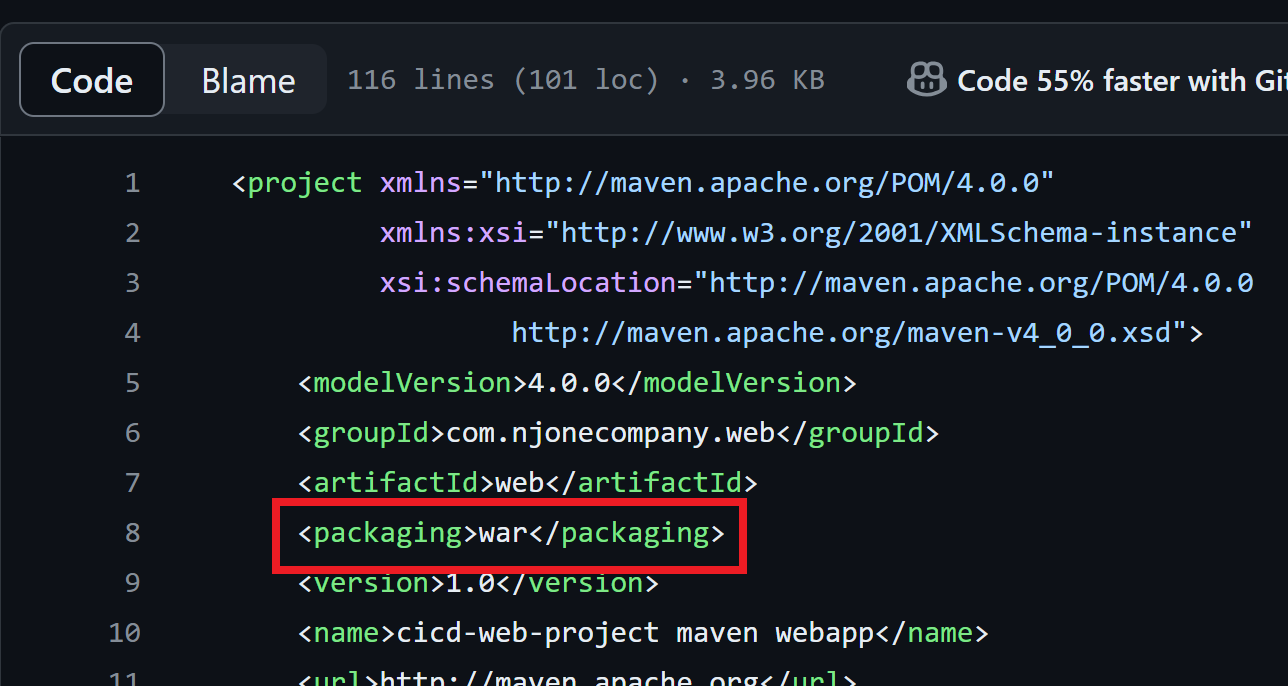 Code Blame 116 lines (101 loc) · 3.96 KB Code 55% faster with Git
1 <project xmlns="http://maven.apache.org/POM/4.0.0"
2 xmlns:xsi="http://www.w3.org/2001/XMLSchema-instance"
3 xsi:schemaLocation="http://maven.apache.org/POM/4.0.0
4 http://maven.apache.org/maven-v4_0_0.xsd">
5 <modelVersion>4.0.0</modelVersion>
6 <groupId>com.njonecompany.web</groupId>
7 <artifactId>web</artifactId>
8 <packaging>war</packaging>
9 <version>1.0</version>
10 <name>cicd-web-project maven webapp</name>
11 <url>http://maven.apache.org</url>